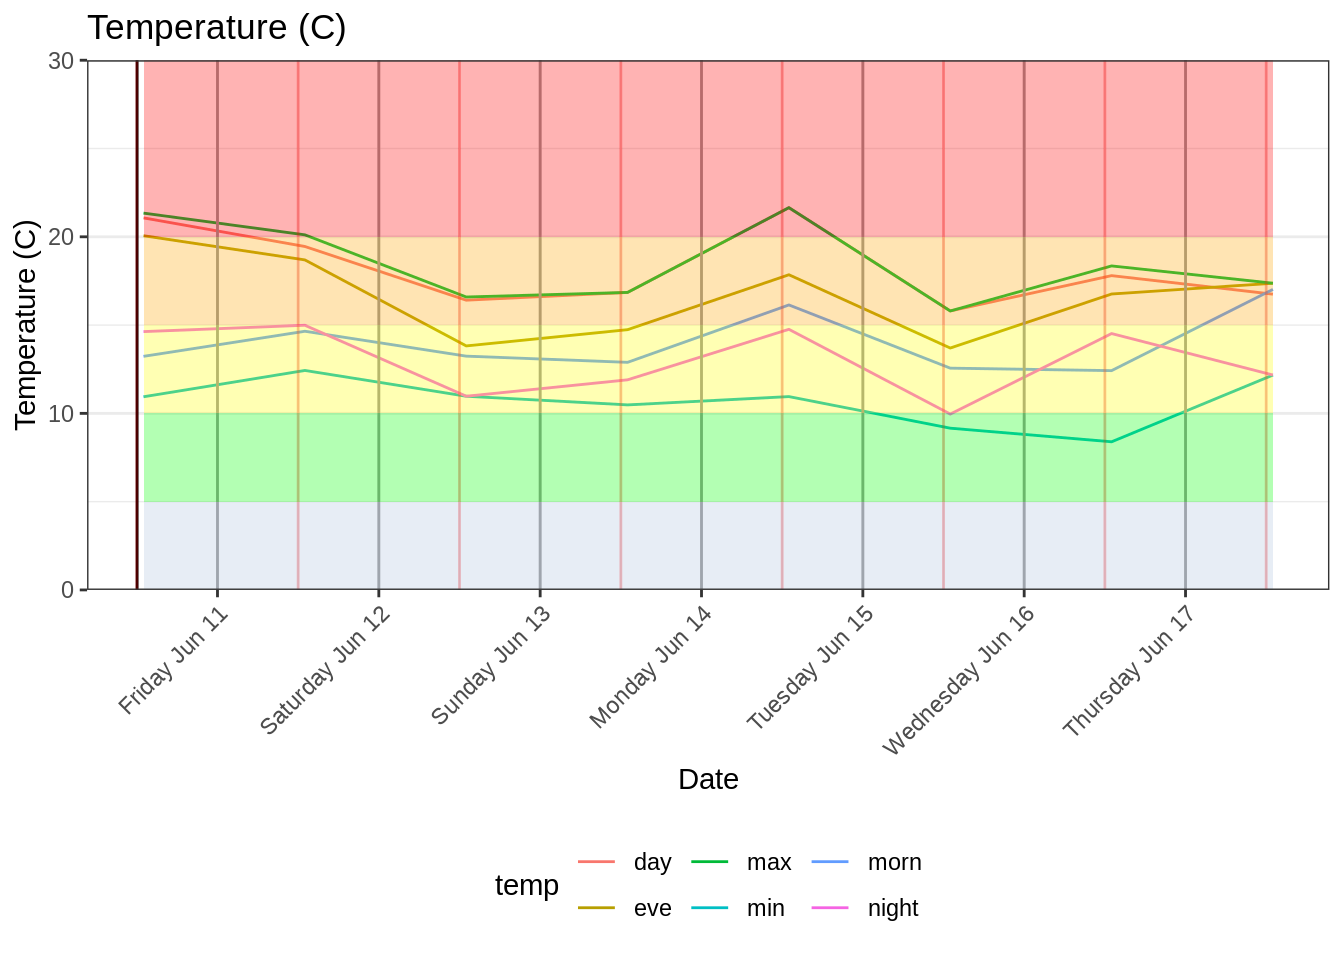 Temperature (C)
Temperature (C)
30
20
10
0
Friday Jun 11
Saturday Jun 12
Sunday Jun 13
Monday Jun 14
Tuesday Jun 15
Wednesday Jun 16
Thursday Jun 17
Date
temp
day
max
morn
eve
min
night